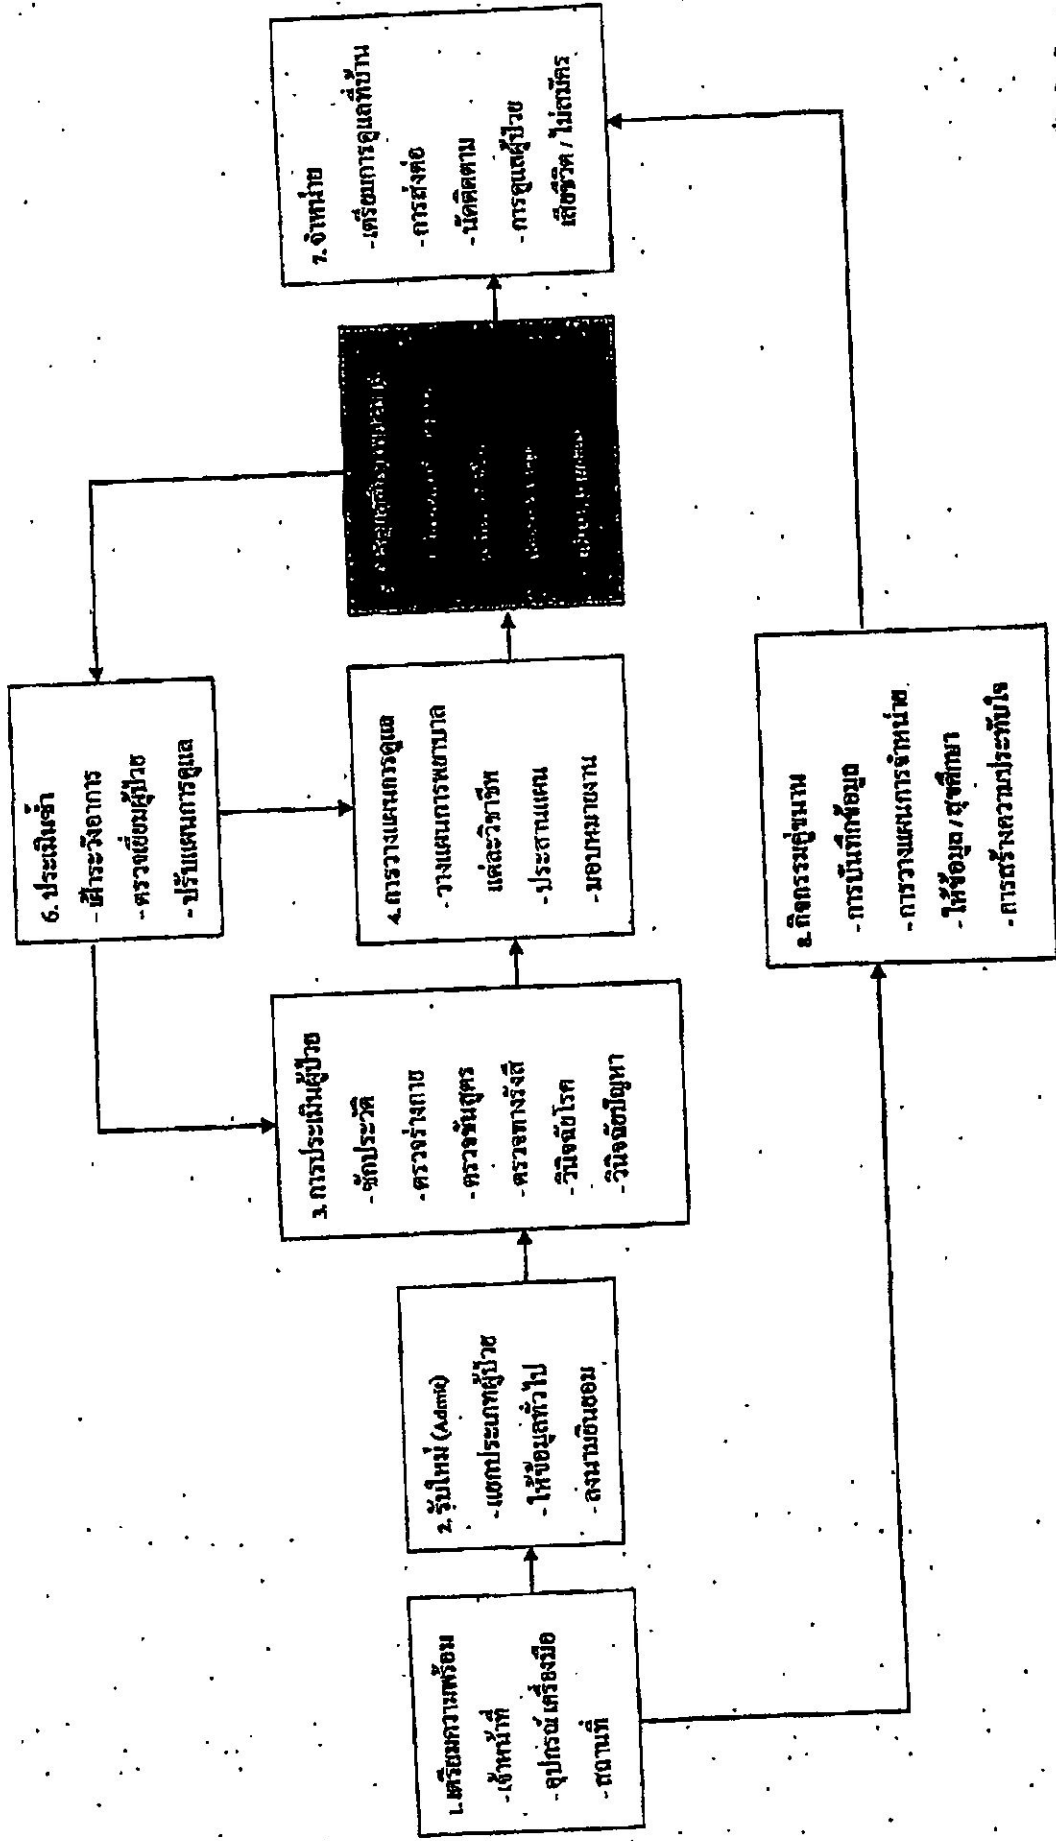 1. เตรียมความพร้อม
- เจ้าหน้าที่
- อุปกรณ์เครื่องมือ
- สถานที่
2. รับใหม่ (Admit)
- แยกประเภทผู้ป่วย
- ให้ข้อมูลทั่วไป
- ลงนามยินยอม
3. การประเมินผู้ป่วย
- ซักประวัติ
- ตรวจร่างกาย
- ตรวจชันสูตร
- ตรวจทางรังสี
- วินิจฉัยโรค
- วินิจฉัยปัญหา
4. การวางแผนการดูแล
- วางแผนการพยาบาล
แต่ละวิชาชีพ
- ประสานแผน
- มอบหมายงาน
6. ประเมินซ้ำ
- เฝ้าระวังอาการ
- ตรวจเยี่ยมผู้ป่วย
- ปรับแผนการดูแล
7. จำหน่าย
- เตรียมการดูแลที่บ้าน
- การส่งต่อ
- นัดติดตาม
- การดูแลผู้ป่วย
เสียชีวิต / ไม่สมัคร
8. กิจกรรมคู่ขนาน
- การบันทึกข้อมูล
- การวางแผนการจำหน่าย
- ให้ข้อมูล / สุขศึกษา
- การสร้างความประทับใจ